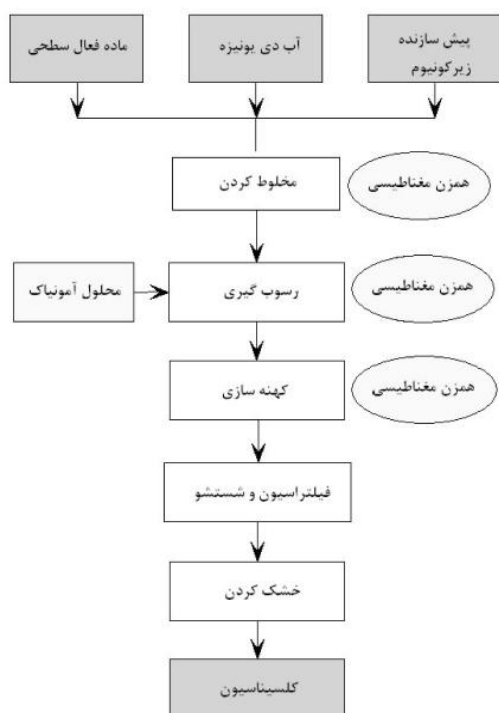 پیش سازنده
زیرکونیوم
آب دی یونیزه
ماده فعال سطحی
مخلوط کردن
همزن مغناطیسی
رسوب گیری
همزن مغناطیسی
محلول آمونیاک
کهنه سازی
همزن مغناطیسی
فیلتراسیون و شستشو
خشک کردن
کلسیناسیون